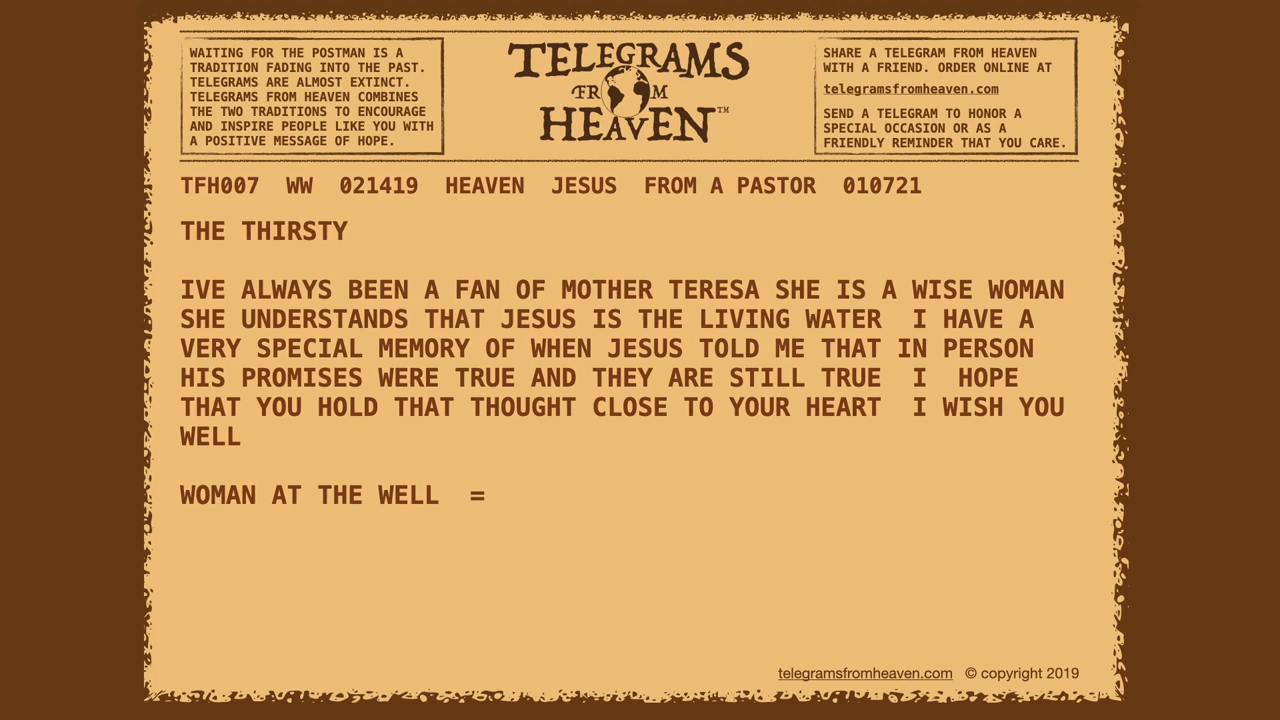 WAITING FOR THE POSTMAN IS A
TRADITION FADING INTO THE PAST.
TELEGRAMS ARE ALMOST EXTINCT.
TELEGRAMS FROM HEAVEN COMBINES
THE TWO TRADITIONS TO ENCOURAGE
AND INSPIRE PEOPLE LIKE YOU WITH
A POSITIVE MESSAGE OF HOPE.
TELEGRAMS
FROM
HEAVEN™
SHARE A TELEGRAM FROM HEAVEN
WITH A FRIEND. ORDER ONLINE AT
telegramsfromheaven.com
SEND A TELEGRAM TO HONOR A
SPECIAL OCCASION OR AS A
FRIENDLY REMINDER THAT YOU CARE.
TFH007  WW  021419  HEAVEN  JESUS  FROM A PASTOR  010721
THE THIRSTY
IVE ALWAYS BEEN A FAN OF MOTHER TERESA SHE IS A WISE WOMAN
SHE UNDERSTANDS THAT JESUS IS THE LIVING WATER  I HAVE A
VERY SPECIAL MEMORY OF WHEN JESUS TOLD ME THAT IN PERSON
HIS PROMISES WERE TRUE AND THEY ARE STILL TRUE  I  HOPE
THAT YOU HOLD THAT THOUGHT CLOSE TO YOUR HEART  I WISH YOU
WELL
WOMAN AT THE WELL  =
telegramsfromheaven.com  © copyright 2019